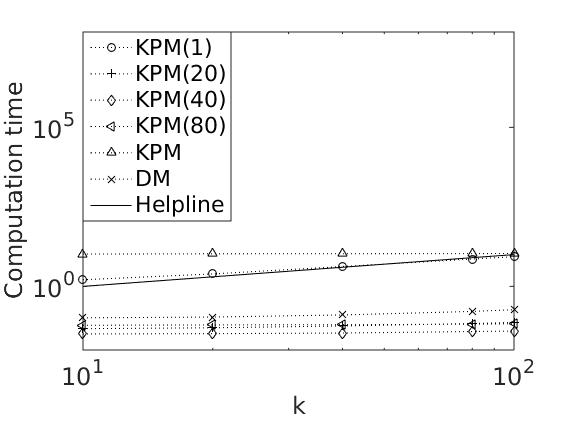 KPM(1)
KPM(20)
KPM(40)
KPM(80)
KPM
DM
Helpline
Computation time
10^5
10^0
10^1
10^2
k